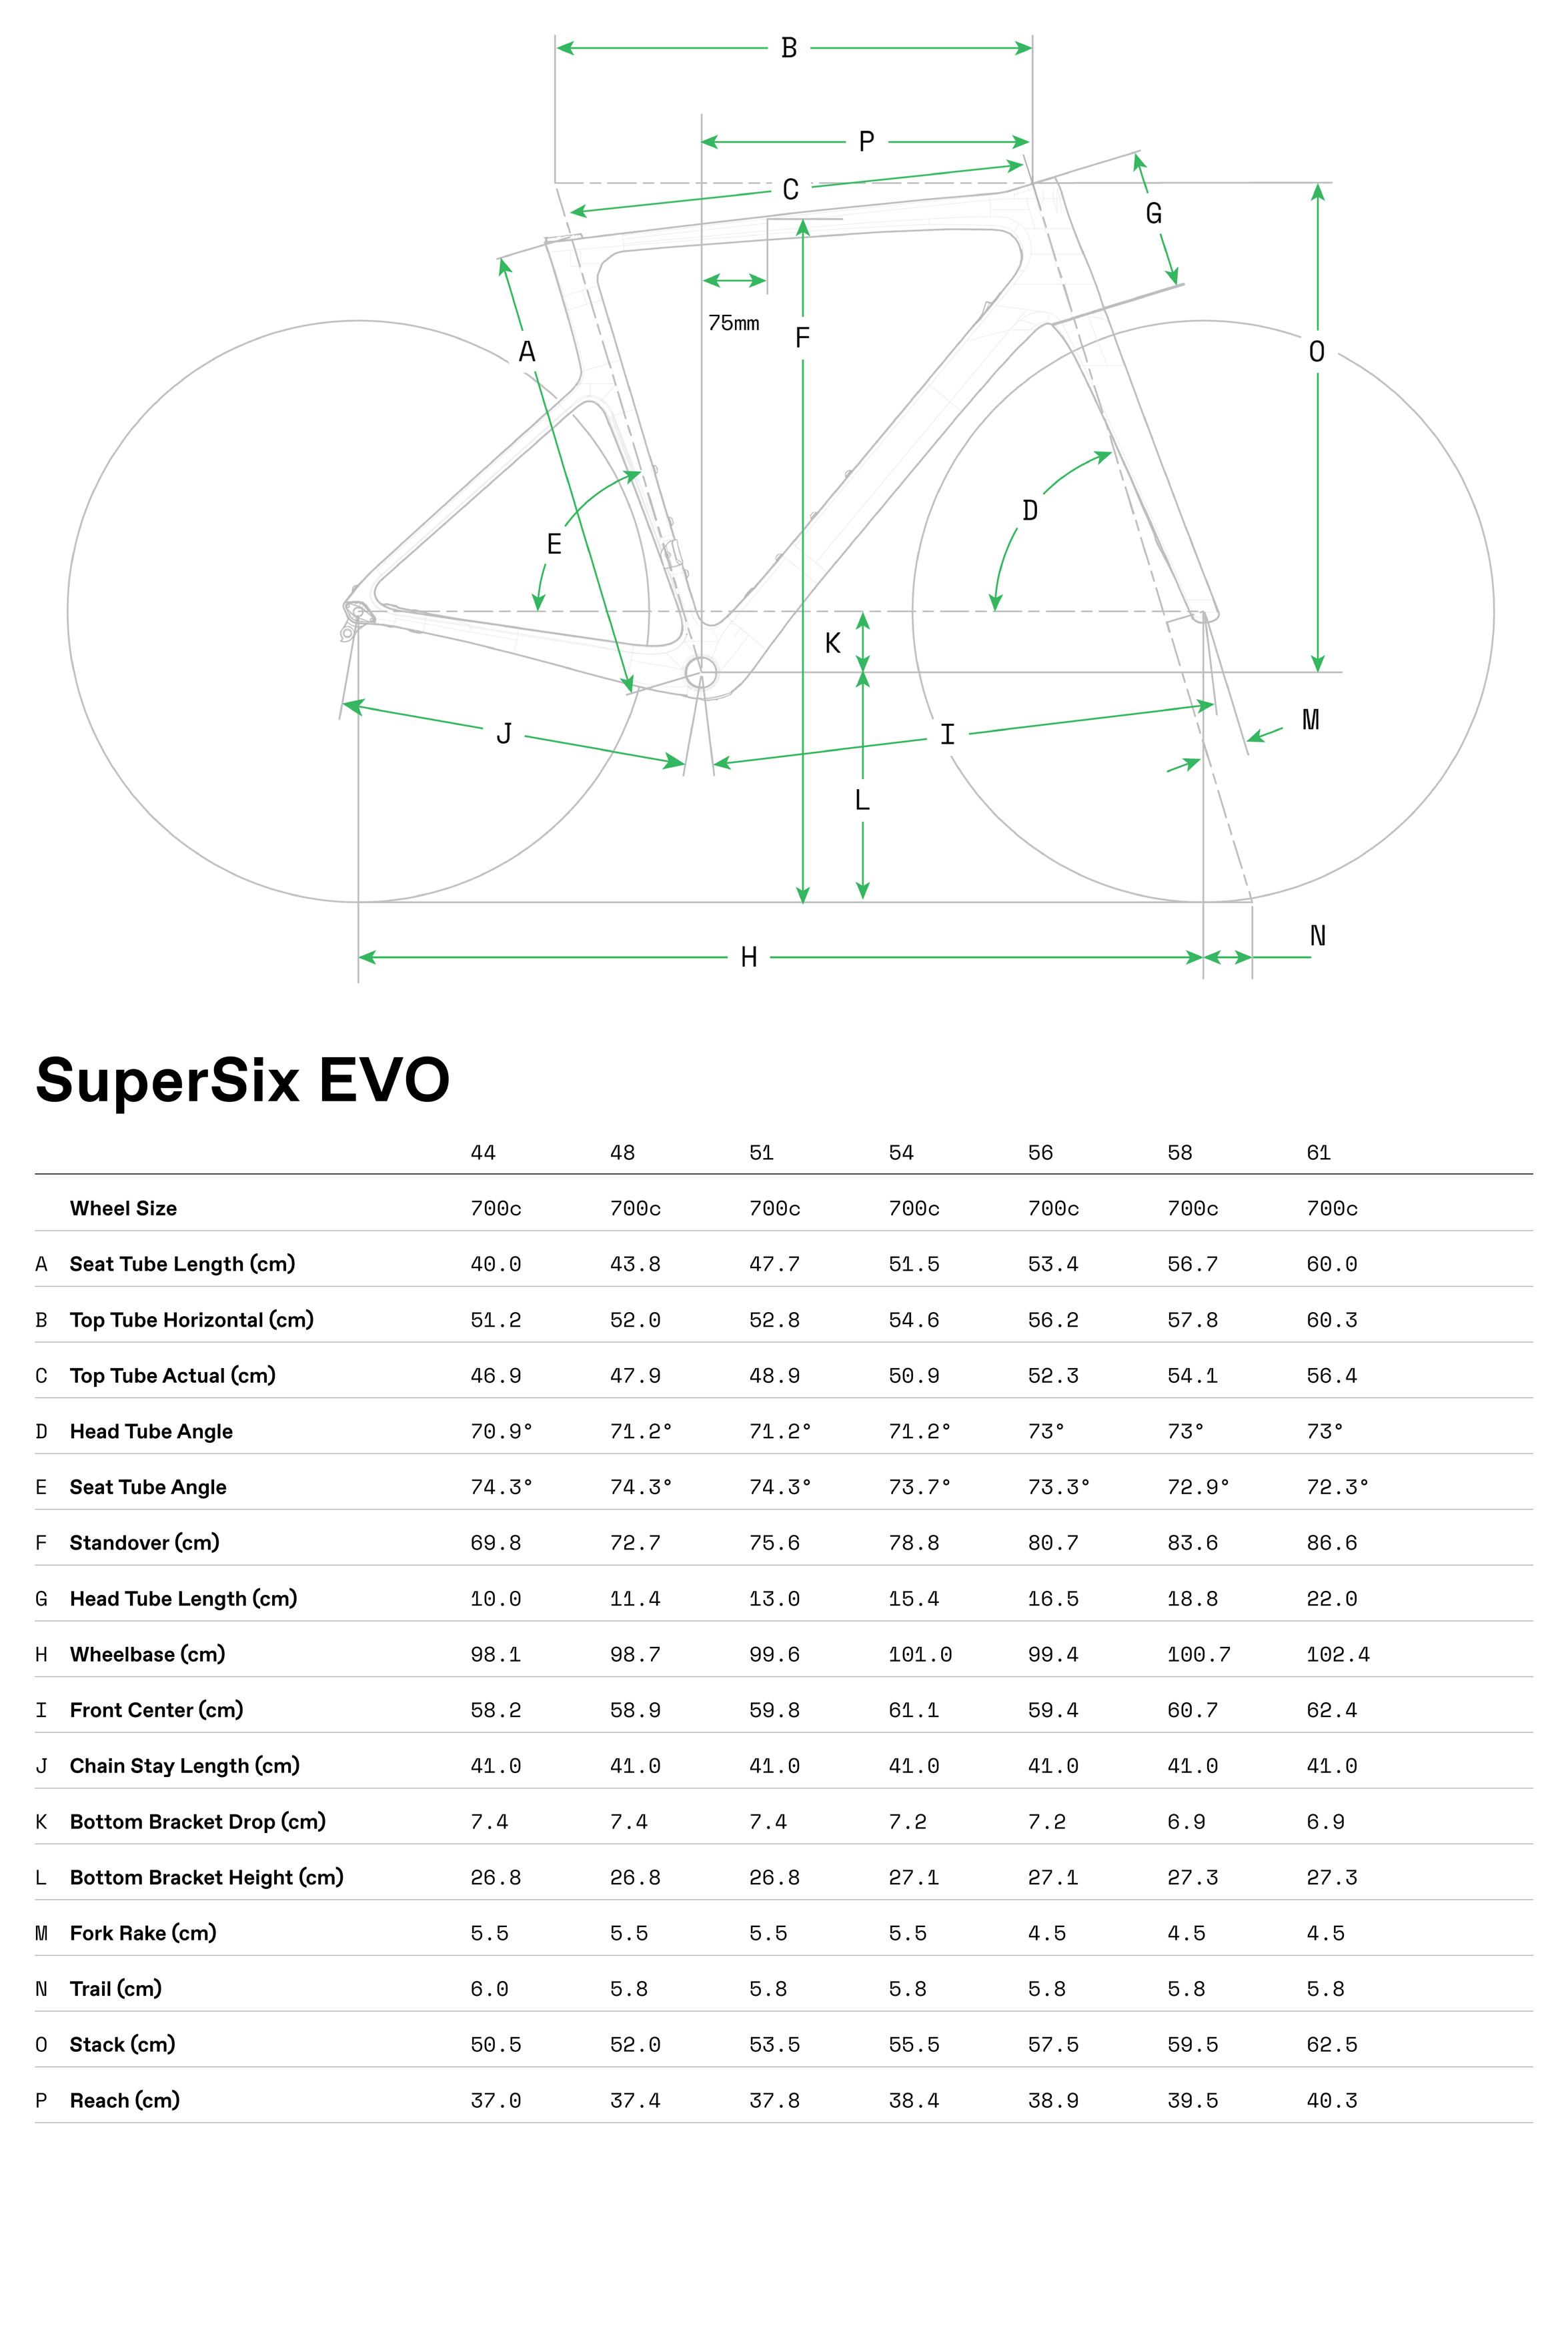 B
P
C
G
75mm
F
A
O
D
E
K
J
I
M
L
N
H
SuperSix EVO
44 48 51 54 56 58 61
Wheel Size 700c 700c 700c 700c 700c 700c 700c
A Seat Tube Length (cm) 40.0 43.8 47.7 51.5 53.4 56.7 60.0
B Top Tube Horizontal (cm) 51.2 52.0 52.8 54.6 56.2 57.8 60.3
C Top Tube Actual (cm) 46.9 47.9 48.9 50.9 52.3 54.1 56.4
D Head Tube Angle 70.9° 71.2° 71.2° 71.2° 73° 73° 73°
E Seat Tube Angle 74.3° 74.3° 74.3° 73.7° 73.3° 72.9° 72.3°
F Standover (cm) 69.8 72.7 75.6 78.8 80.7 83.6 86.6
G Head Tube Length (cm) 10.0 11.4 13.0 15.4 16.5 18.8 22.0
H Wheelbase (cm) 98.1 98.7 99.6 101.0 99.4 100.7 102.4
I Front Center (cm) 58.2 58.9 59.8 61.1 59.4 60.7 62.4
J Chain Stay Length (cm) 41.0 41.0 41.0 41.0 41.0 41.0 41.0
K Bottom Bracket Drop (cm) 7.4 7.4 7.4 7.2 7.2 6.9 6.9
L Bottom Bracket Height (cm) 26.8 26.8 26.8 27.1 27.1 27.3 27.3
M Fork Rake (cm) 5.5 5.5 5.5 5.5 4.5 4.5 4.5
N Trail (cm) 6.0 5.8 5.8 5.8 5.8 5.8 5.8
O Stack (cm) 50.5 52.0 53.5 55.5 57.5 59.5 62.5
P Reach (cm) 37.0 37.4 37.8 38.4 38.9 39.5 40.3